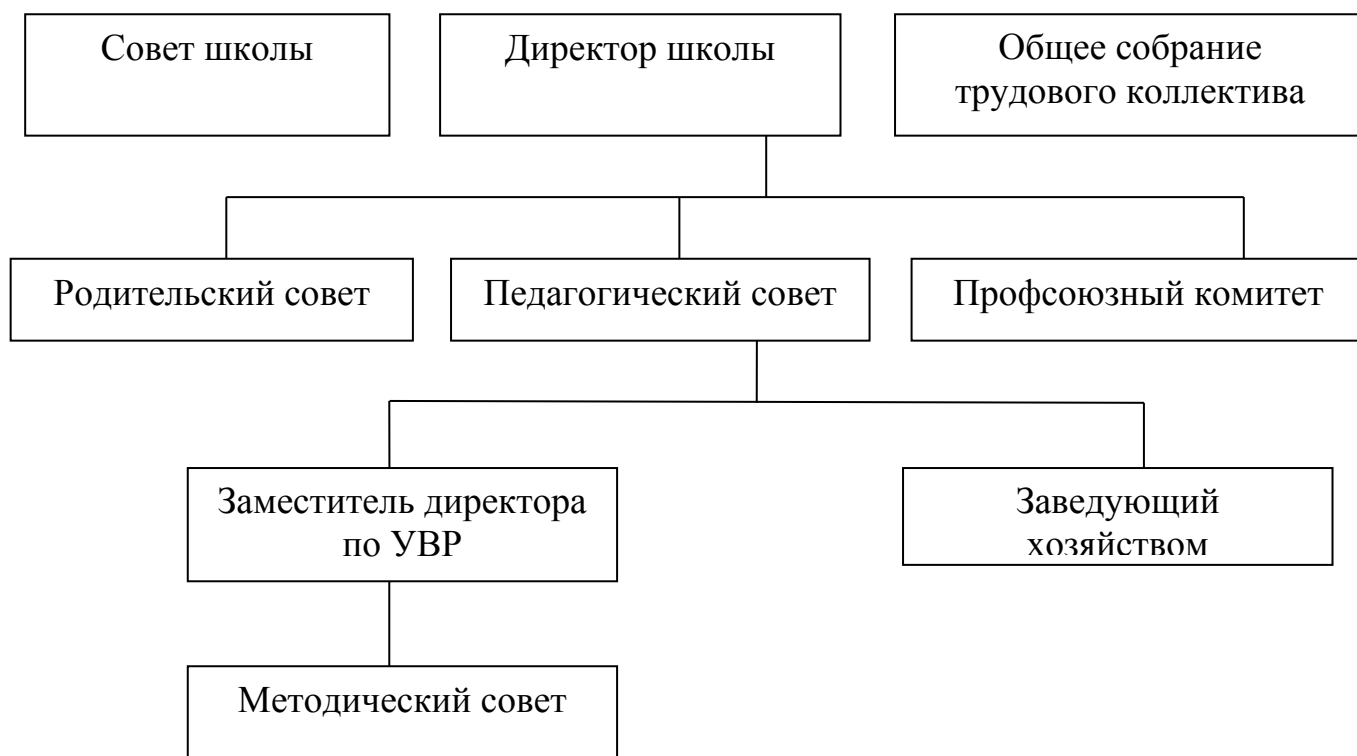 Совет школы
Директор школы
Общее собрание
трудового коллектива
Родительский совет
Педагогический совет
Профсоюзный комитет
Заместитель директора
по УВР
Заведующий
хозяйством
Методический совет